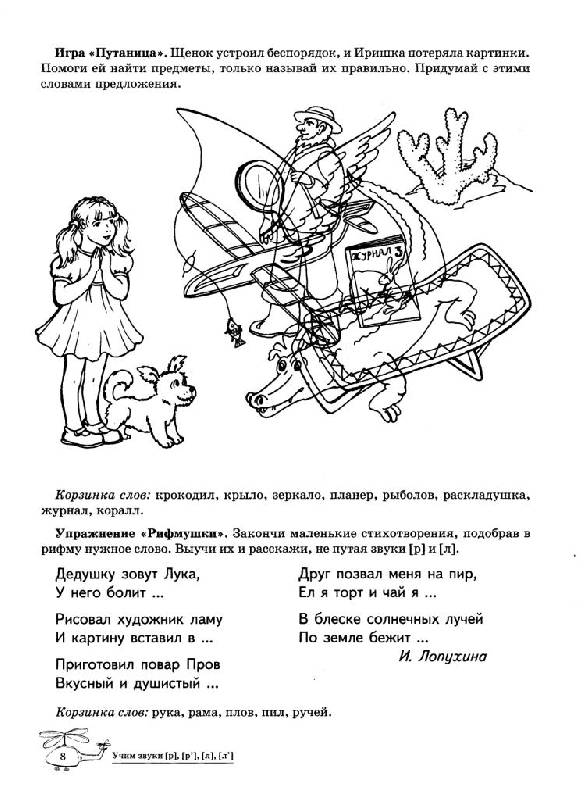 Игра «Путаница». Щенок устроил беспорядок, и Иришка потеряла картинки.
Помоги ей найти предметы, только называй их правильно. Придумай с этими
словами предложения.
ЖУРНАЛ 3
Корзинка слов: крокодил, крыло, зеркало, планер, рыболов, раскладушка,
журнал, коралл.
Упражнение «Рифмушки». Закончи маленькие стихотворения, подобрав в
рифму нужное слово. Выучи их и расскажи, не путая звуки [р] и [л].
Дедушку зовут Лука,
У него болит ...
Рисовал художник ламу
И картину вставил в ...
Приготовил повар Пров
Вкусный и душистый ...
Друг позвал меня на пир,
Ел я торт и чай я ...
В блеске солнечных лучей
По земле бежит ...
И. Лопухина
Корзинка слов: рука, рама, плов, пил, ручей.
8
Учим звуки [р], [р'], [л], [л']